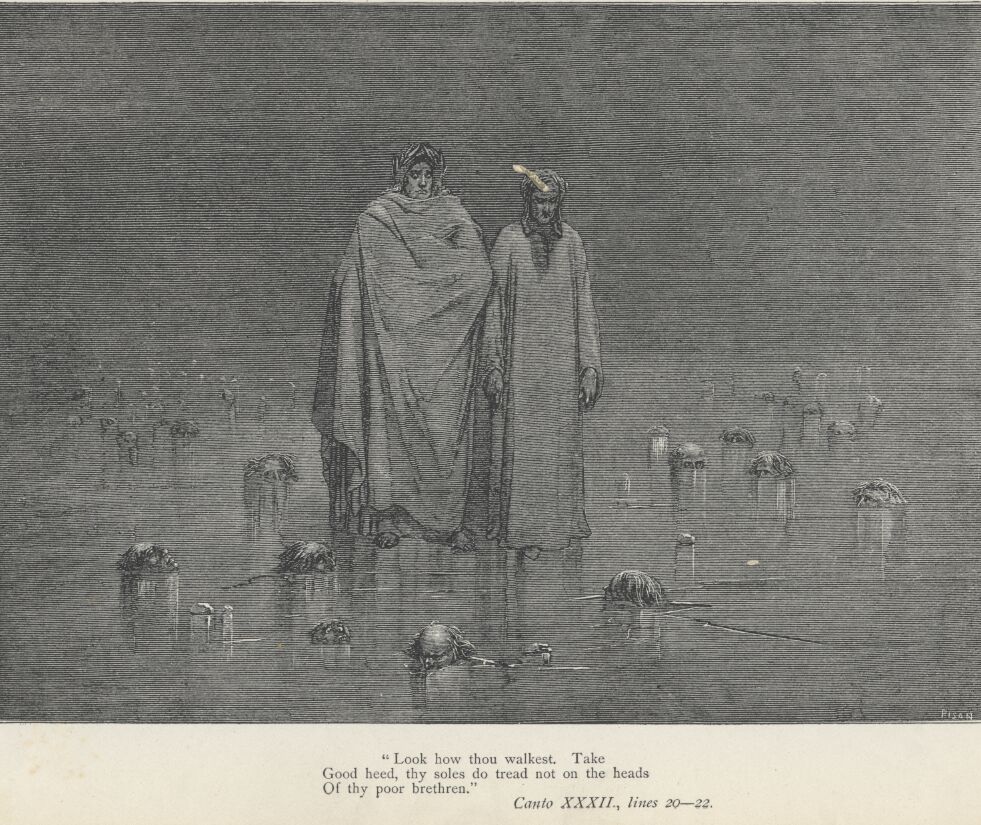 PISAN
“ Look how thou walkest. Take
Good heed, thy soles do tread not on the heads
Of thy poor brethren.”
Canto XXXII., lines 20—22.